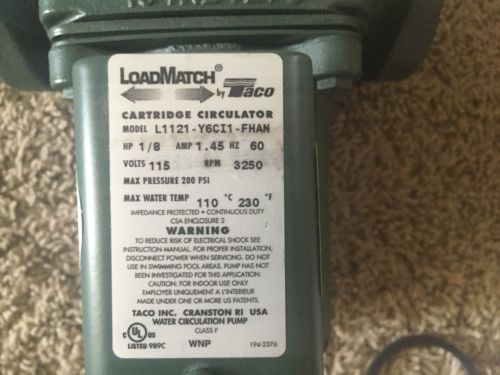 LOADMATCH
by Taco
CARTRIDGE CIRCULATOR
MODEL L1121-Y6CI1-FHAN
HP 1/8 AMP 1.45 HZ 60
VOLTS 115 RPM 3250
MAX PRESSURE 200 PSI
MAX WATER TEMP 110 °C 230 °F
IMPEDANCE PROTECTED • CONTINUOUS DUTY
CSA ENCLOSURE 2
WARNING
TO REDUCE RISK OF ELECTRICAL SHOCK SEE
INSTRUCTION MANUAL. FOR PROPER INSTALLATION,
DISCONNECT POWER WHEN SERVICING. DO NOT
USE IN SWIMMING POOL AREAS. PUMP HAS NOT
BEEN INVESTIGATED FOR THIS APPLICATION.
CAUTION: FOR INDOOR USE ONLY
EMPLOYER UNIQUEMENT A L'INTERIEUR
MADE UNDER ONE OR MORE US PATENTS.
TACO INC. CRANSTON RI USA
WATER CIRCULATION PUMP
CLASS F
C UL US
LISTED 989C
WNP
194-2376